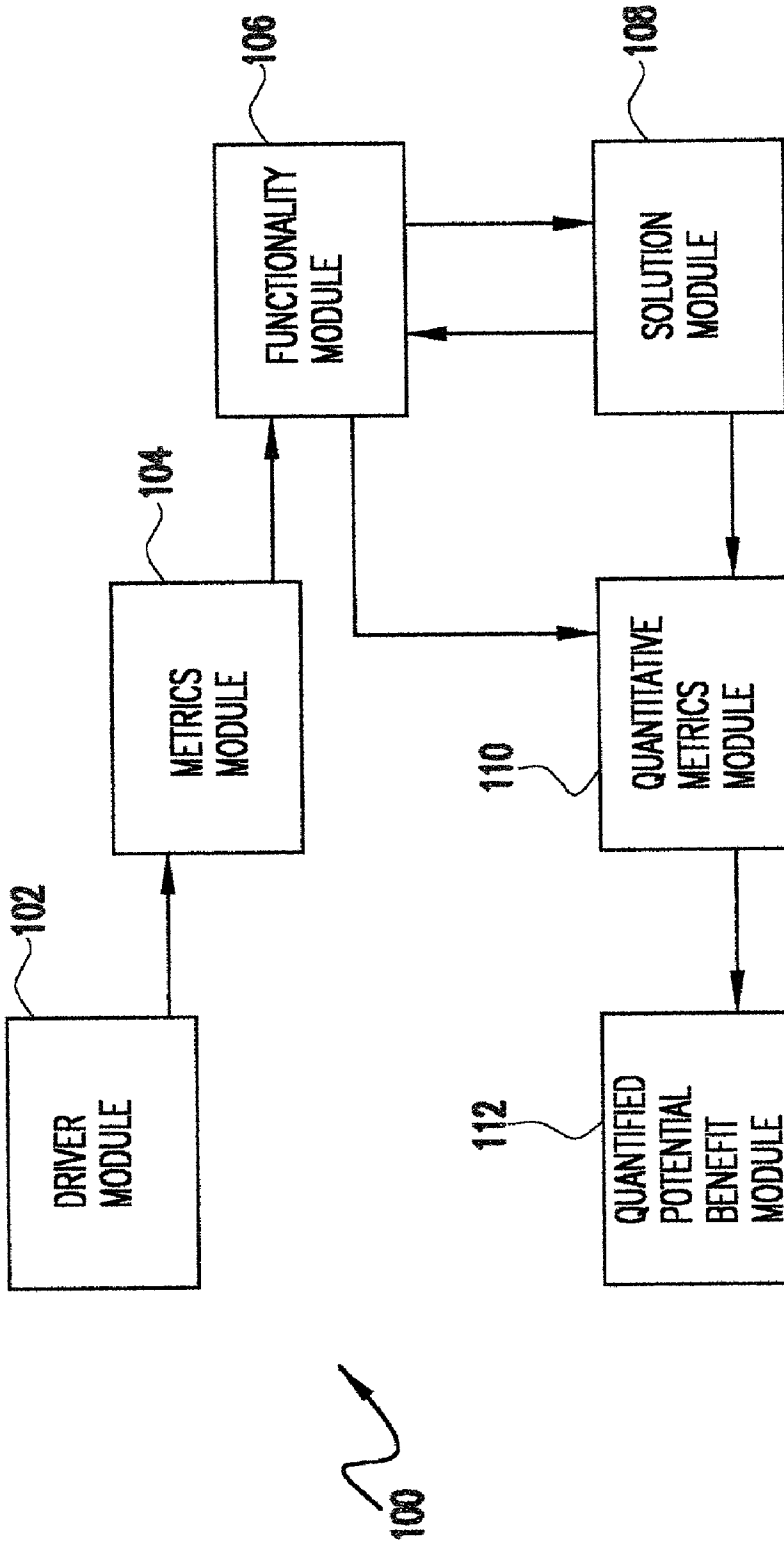 100
102
DRIVER
MODULE
104
METRICS
MODULE
106
FUNCTIONALITY
MODULE
108
SOLUTION
MODULE
110
QUANTITATIVE
METRICS
MODULE
112
QUANTIFIED
POTENTIAL
BENEFIT
MODULE